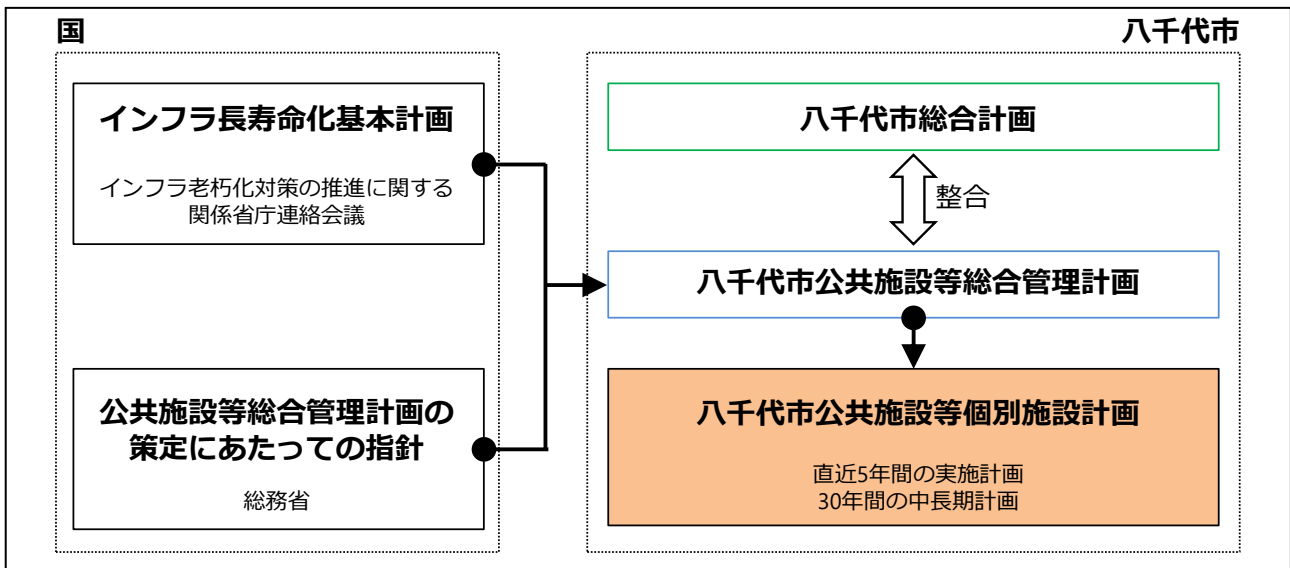 国
インフラ長寿命化基本計画
インフラ老朽化対策の推進に関する
関係省庁連絡会議
公共施設等総合管理計画の
策定にあたっての指針
総務省
八千代市
八千代市総合計画
整合
八千代市公共施設等総合管理計画
八千代市公共施設等個別施設計画
直近5年間の実施計画
30年間の中長期計画